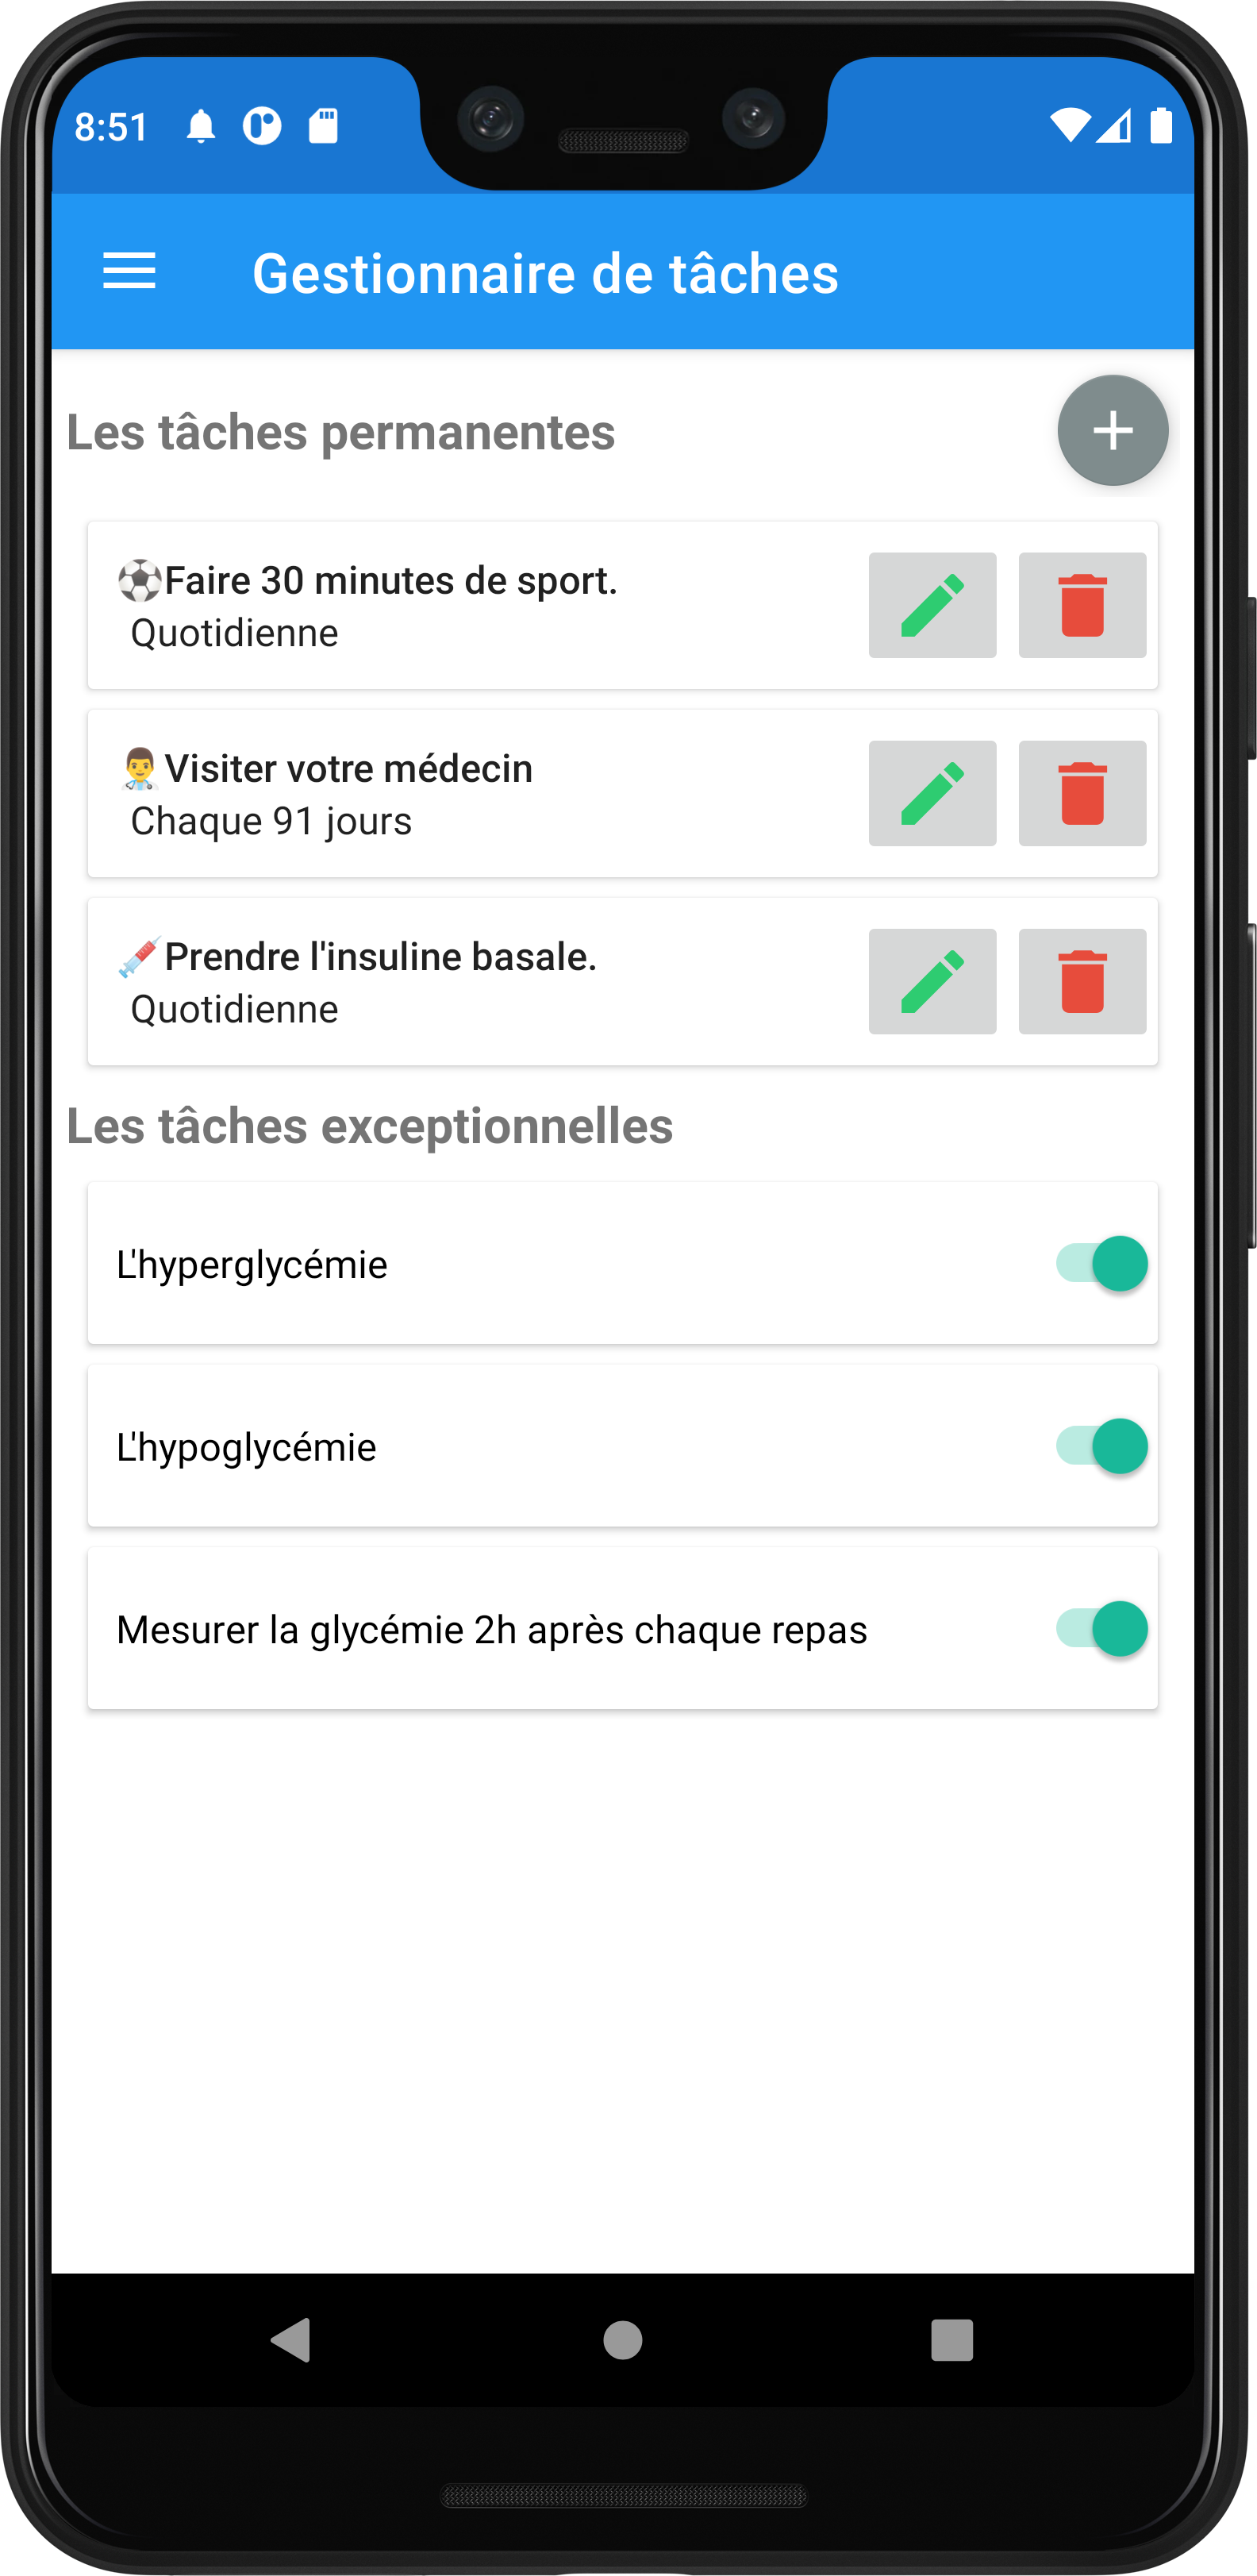 8:51
Gestionnaire de tâches
Les tâches permanentes
⚽Faire 30 minutes de sport.
Quotidienne
👨‍⚕️Visiter votre médecin
Chaque 91 jours
💉Prendre l'insuline basale.
Quotidienne
Les tâches exceptionnelles
L'hyperglycémie
L'hypoglycémie
Mesurer la glycémie 2h après chaque repas